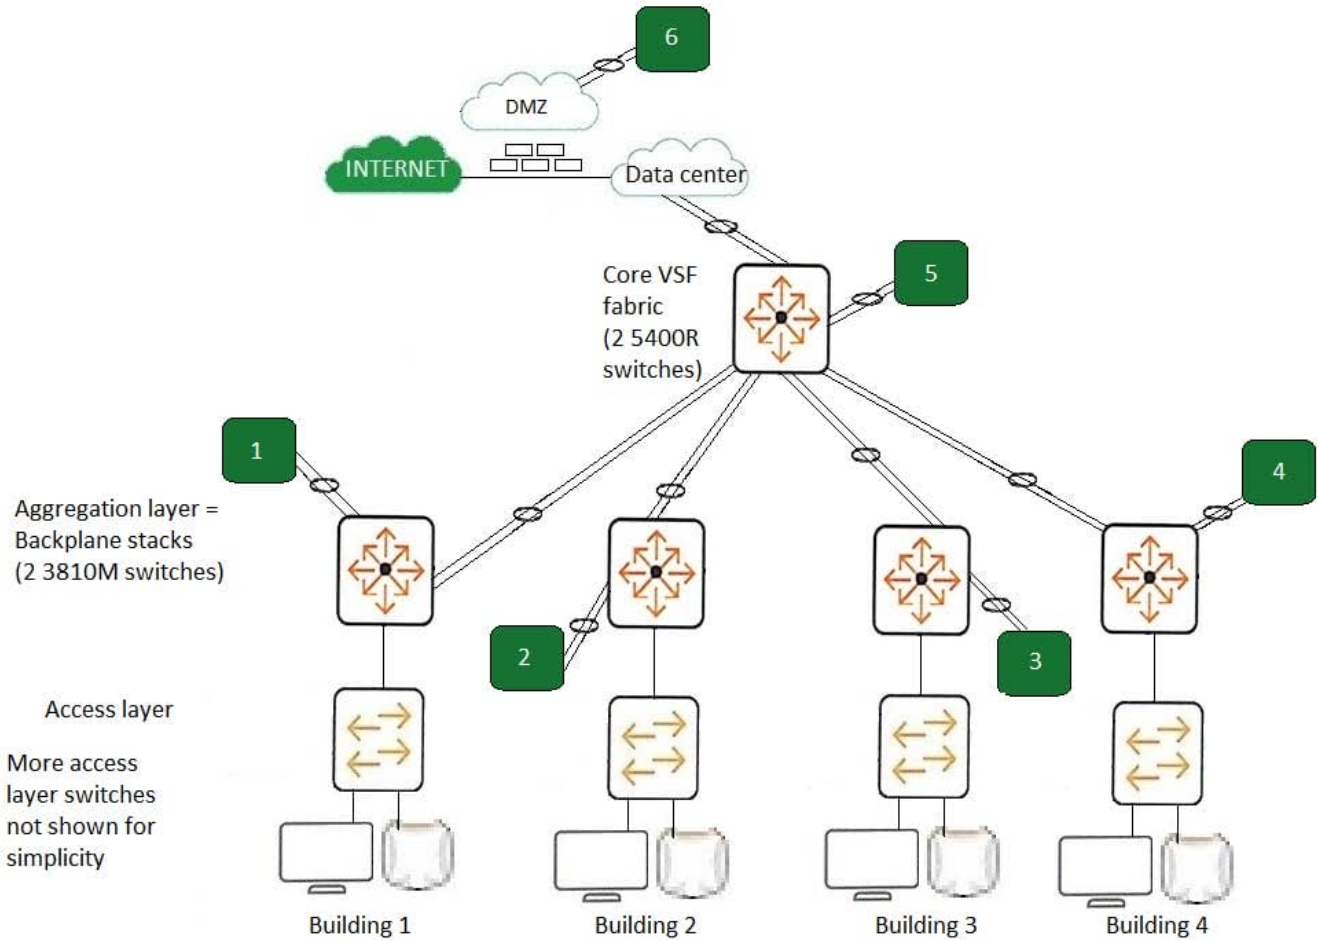 6
DMZ
INTERNET
Data center
Core VSF
fabric
(2 5400R
switches)
5
1
4
Aggregation layer =
Backplane stacks
(2 3810M switches)
2
3
Access layer
More access
layer switches
not shown for
simplicity
Building 1
Building 2
Building 3
Building 4